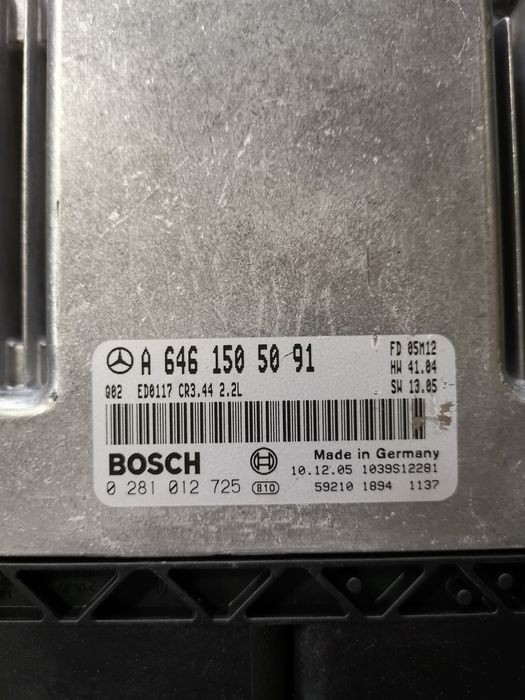 A 646 150 50 91
FD 05M12
HW 41.04
Q02 ED0117 CR3.44 2.2L
SW 13.05
BOSCH
Made in Germany
10.12.05 1039S12281
0 281 012 725 810
59210 1894 1137